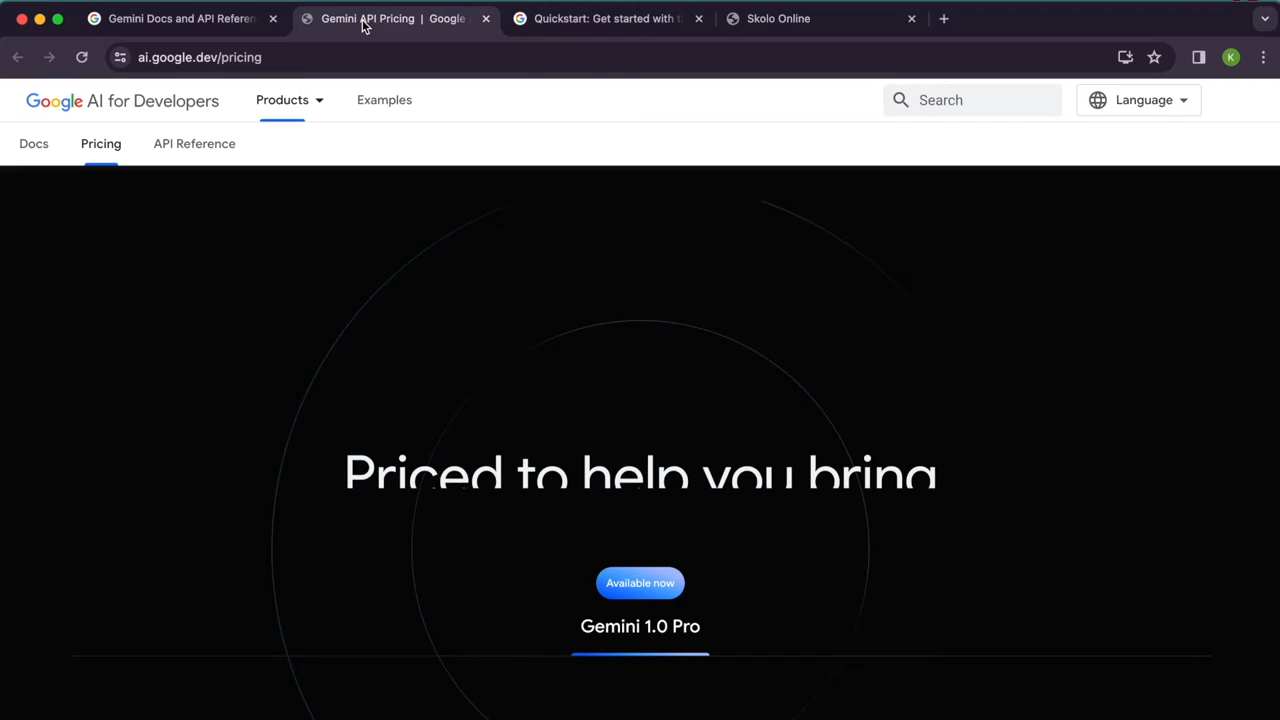 Gemini Docs and API Referen
Gemini API Pricing | Google
Quickstart: Get started with t
Skolo Online
ai.google.dev/pricing
K
Google AI for Developers
Products
Examples
Search
Language
Docs
Pricing
API Reference
Priced to help you bring
Available now
Gemini 1.0 Pro